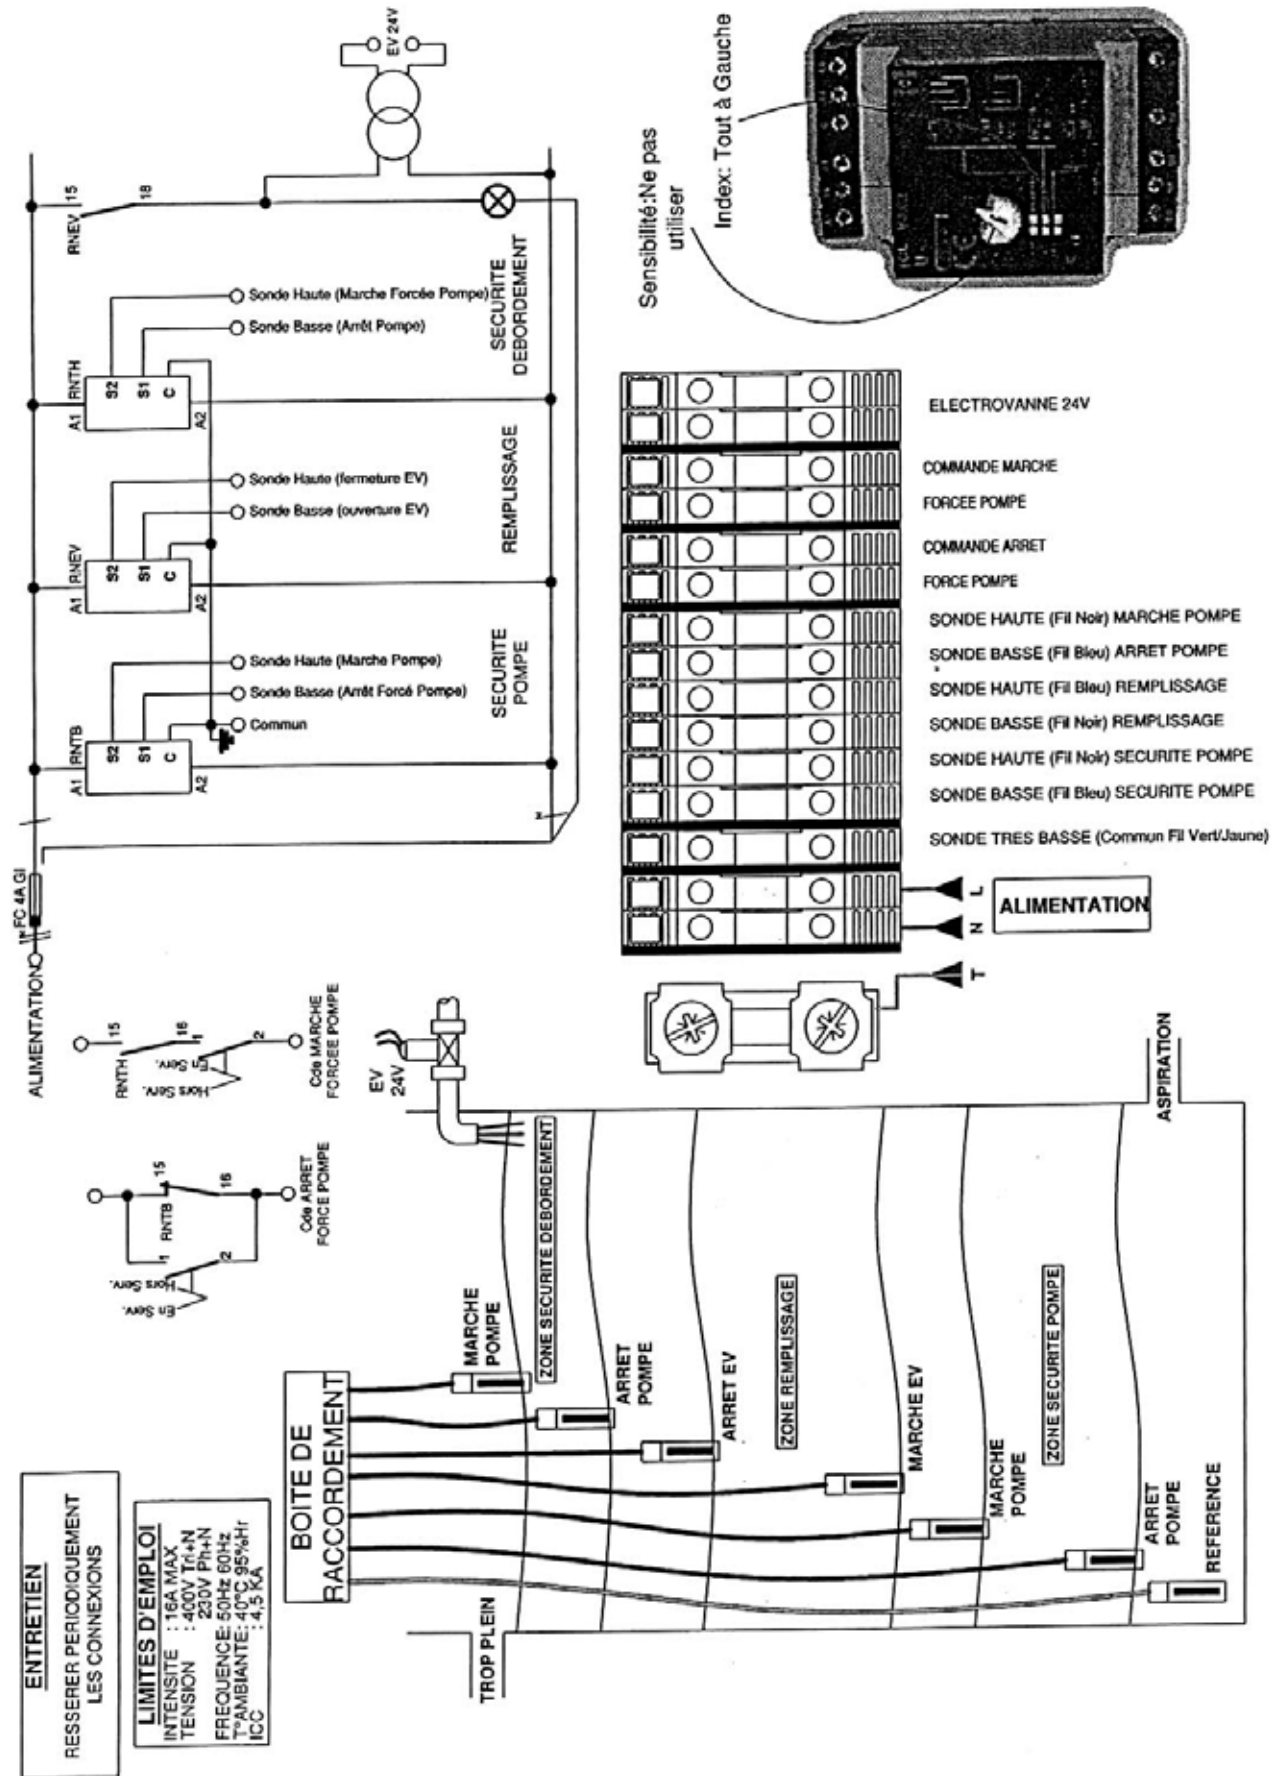 ENTRETIEN
RESSERER PERIODIQUEMENT
LES CONNEXIONS
LIMITES D'EMPLOI
INTENSITE : 16A MAX
TENSION : 400V Tri+N
230V Ph+N
FREQUENCE: 50Hz 60Hz
T°AMBIANTE: 40°C 95%Hr
ICC : 4,5 KA
ALIMENTATION
FC 4A GI
A1 RNTB
S2
S1
C
A2
Sonde Haute (Marche Pompe)
Sonde Basse (Arrêt Forcé Pompe)
Commun
SECURITE
POMPE
A1 RNEV
S2
S1
C
A2
Sonde Haute (fermeture EV)
Sonde Basse (ouverture EV)
REMPLISSAGE
A1 RNTH
S2
S1
C
A2
Sonde Haute (Marche Forcée Pompe)
Sonde Basse (Arrêt Pompe)
SECURITE
DEBORDEMENT
RNEV
15
18
EV 24V
N
RNTB
15
16
1
2
Hors Serv.
En Serv.
Cde ARRET
FORCE POMPE
RNTH
15
16
1
2
En Serv.
Hors Serv.
Cde MARCHE
FORCEE POMPE
BOITE DE
RACCORDEMENT
TROP PLEIN
EV
24V
MARCHE
POMPE
ZONE SECURITE DEBORDEMENT
ARRET
POMPE
ARRET EV
ZONE REMPLISSAGE
MARCHE EV
MARCHE
POMPE
ZONE SECURITE POMPE
ARRET
POMPE
REFERENCE
ASPIRATION
Sensibilité:Ne pas
utiliser
Index: Tout à Gauche
ELECTROVANNE 24V
COMMANDE MARCHE
FORCEE POMPE
COMMANDE ARRET
FORCE POMPE
SONDE HAUTE (Fil Noir) MARCHE POMPE
SONDE BASSE (Fil Bleu) ARRET POMPE
SONDE HAUTE (Fil Bleu) REMPLISSAGE
SONDE BASSE (Fil Noir) REMPLISSAGE
SONDE HAUTE (Fil Noir) SECURITE POMPE
SONDE BASSE (Fil Bleu) SECURITE POMPE
SONDE TRES BASSE (Commun Fil Vert/Jaune)
L
N
T
ALIMENTATION